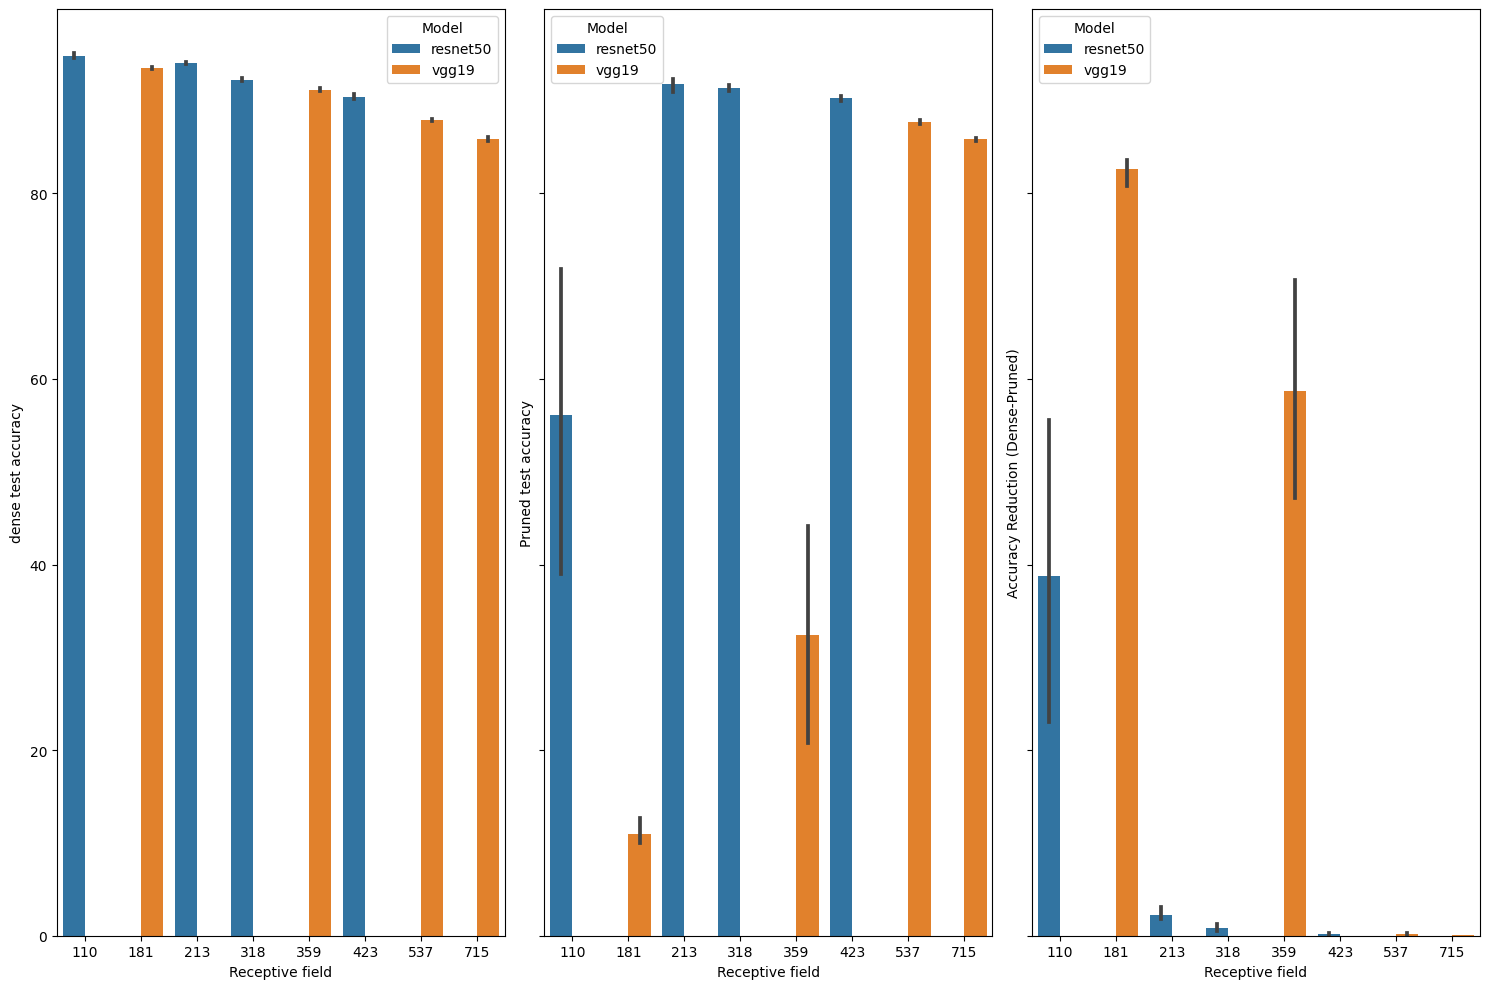 Model
resnet50
vgg19
dense test accuracy
80
60
40
20
0
110 181 213 318 359 423 537 715
Receptive field
Model
resnet50
vgg19
Pruned test accuracy
110 181 213 318 359 423 537 715
Receptive field
Model
resnet50
vgg19
Accuracy Reduction (Dense-Pruned)
110 181 213 318 359 423 537 715
Receptive field